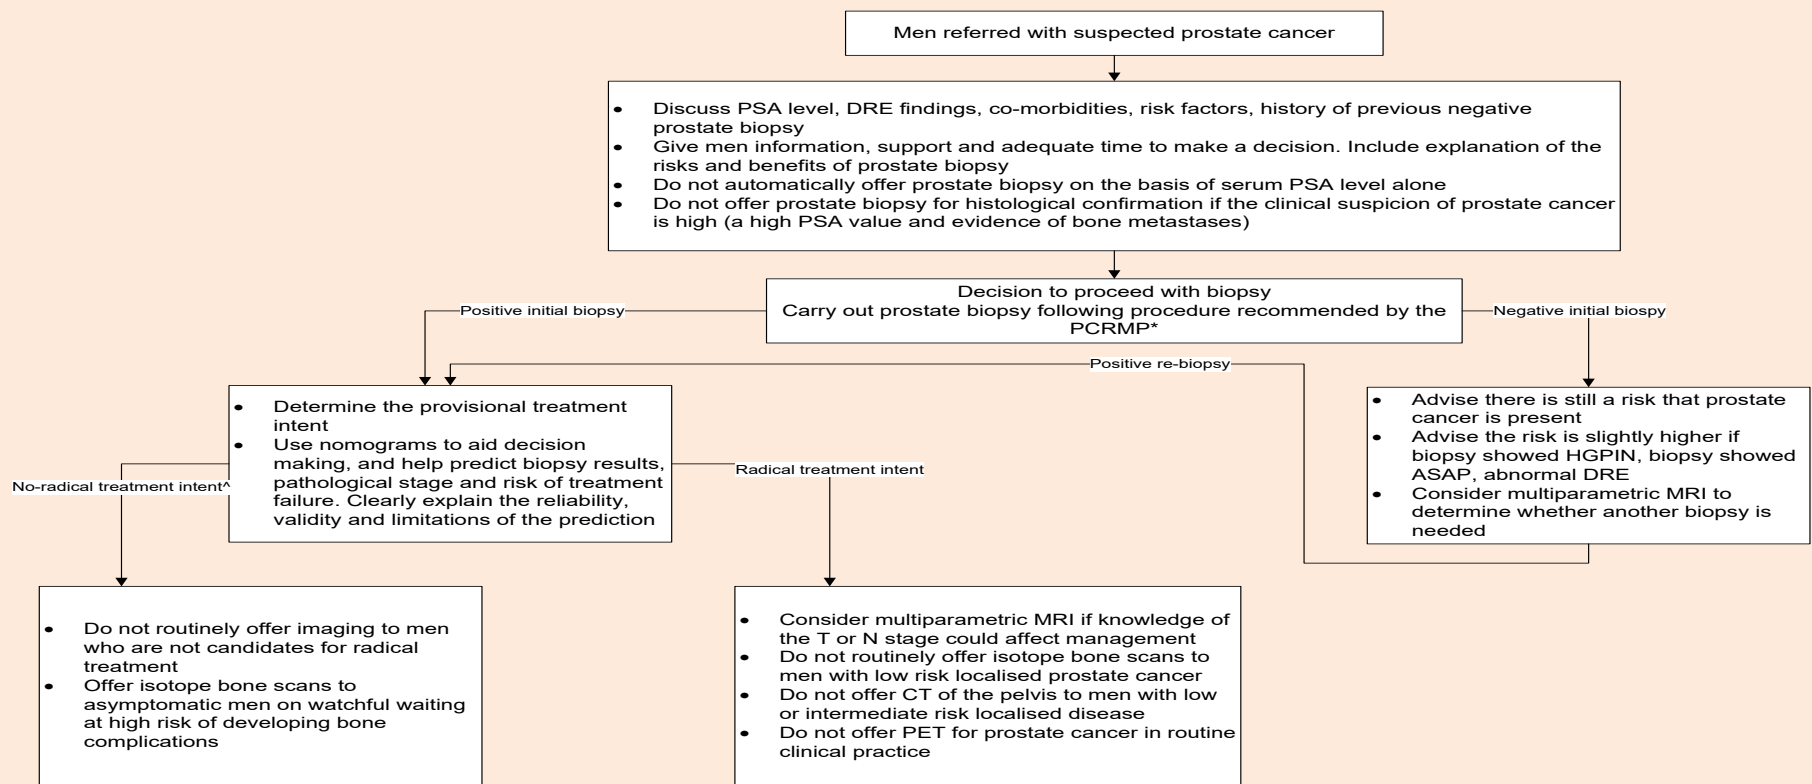 Men referred with suspected prostate cancer
• Discuss PSA level, DRE findings, co-morbidities, risk factors, history of previous negative
prostate biopsy
• Give men information, support and adequate time to make a decision. Include explanation of the
risks and benefits of prostate biopsy
• Do not automatically offer prostate biopsy on the basis of serum PSA level alone
• Do not offer prostate biopsy for histological confirmation if the clinical suspicion of prostate cancer
is high (a high PSA value and evidence of bone metastases)
Decision to proceed with biopsy
Carry out prostate biopsy following procedure recommended by the
PCRMP*
Positive initial biopsy
Negative initial biospy
Positive re-biopsy
• Determine the provisional treatment
intent
• Use nomograms to aid decision
making, and help predict biopsy results,
pathological stage and risk of treatment
failure. Clearly explain the reliability,
validity and limitations of the prediction
• Advise there is still a risk that prostate
cancer is present
• Advise the risk is slightly higher if
biopsy showed HGPIN, biopsy showed
ASAP, abnormal DRE
• Consider multiparametric MRI to
determine whether another biopsy is
needed
No-radical treatment intent^
Radical treatment intent
• Do not routinely offer imaging to men
who are not candidates for radical
treatment
• Offer isotope bone scans to
asymptomatic men on watchful waiting
at high risk of developing bone
complications
• Consider multiparametric MRI if knowledge of
the T or N stage could affect management
• Do not routinely offer isotope bone scans to
men with low risk localised prostate cancer
• Do not offer CT of the pelvis to men with low
or intermediate risk localised disease
• Do not offer PET for prostate cancer in routine
clinical practice